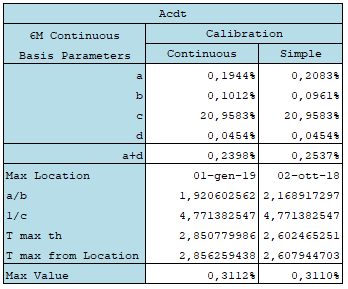 Acdt
6M Continuous Basis Parameters Calibration
Continuous Simple
a 0,1944% 0,2083%
b 0,1012% 0,0961%
c 20,9583% 20,9583%
d 0,0454% 0,0454%
a+d 0,2398% 0,2537%
Max Location 01-gen-19 02-ott-18
a/b 1,920602562 2,168917297
1/c 4,771382547 4,771382547
T max th 2,850779986 2,602465251
T max from Location 2,856259438 2,607944703
Max Value 0,3112% 0,3110%